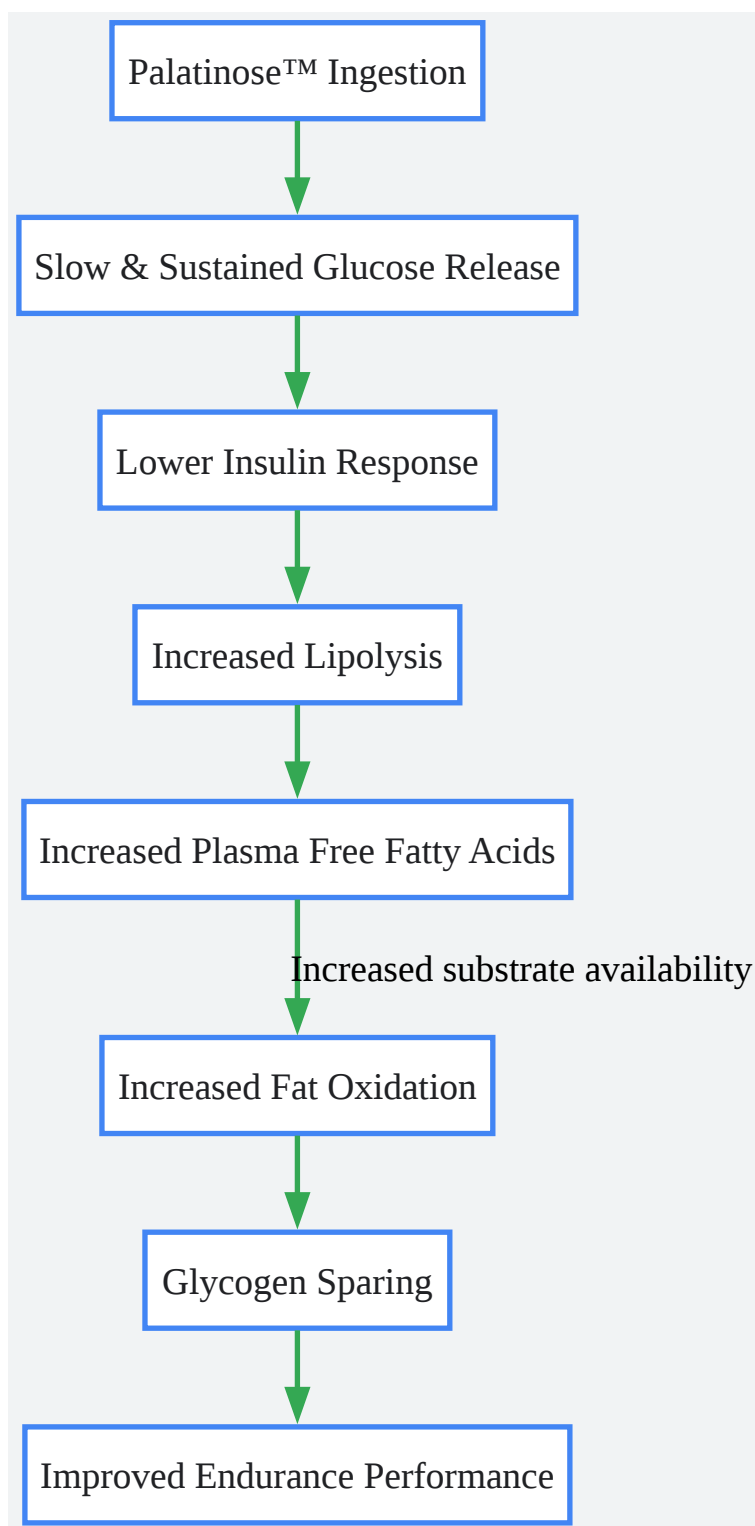 Palatinose™ Ingestion
Slow & Sustained Glucose Release
Lower Insulin Response
Increased Lipolysis
Increased Plasma Free Fatty Acids
Increased substrate availability
Increased Fat Oxidation
Glycogen Sparing
Improved Endurance Performance